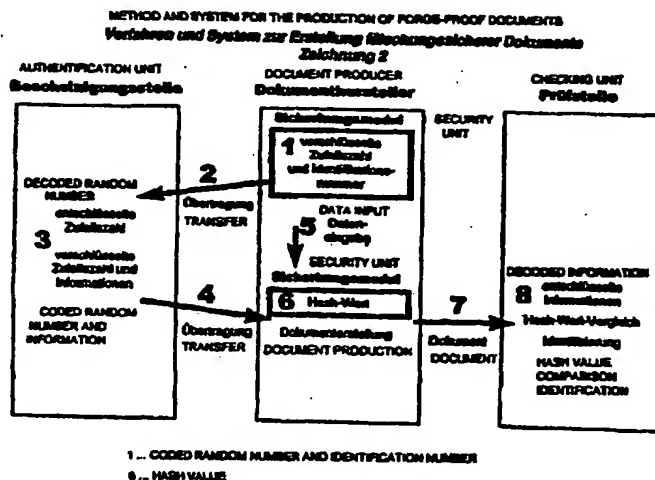 METHOD AND SYSTEM FOR THE PRODUCTION OF FORGE-PROOF DOCUMENTS
Verfahren und System zur Erstellung fälschungssicherer Dokumente
Zeichnung 2
AUTHENTIFICATION UNIT
Bescheinigungsstelle
DOCUMENT PRODUCER
Dokumenthersteller
CHECKING UNIT
Prüfstelle
Sicherungsmodul
SECURITY
UNIT
1 verschlüsselte
Zufallszahl
und Identifikations-
nummer
2
Übertragung
TRANSFER
DECODED RANDOM
NUMBER
entschlüsselte
Zufallszahl
3
verschlüsselte
Zufallszahl und
Informationen
CODED RANDOM
NUMBER AND
INFORMATION
4
Übertragung
TRANSFER
DATA INPUT
5 Daten-
eingabe
SECURITY UNIT
Sicherungsmodul
6 Hash-Wert
Dokumenterstellung
DOCUMENT PRODUCTION
7
Dokument
DOCUMENT
DECODED INFORMATION
8 entschlüsselte
Informationen
Hash-Wert-Vergleich
Identifizierung
HASH VALUE
COMPARISON
IDENTIFICATION
1 ... CODED RANDOM NUMBER AND IDENTIFICATION NUMBER
6 ... HASH VALUE